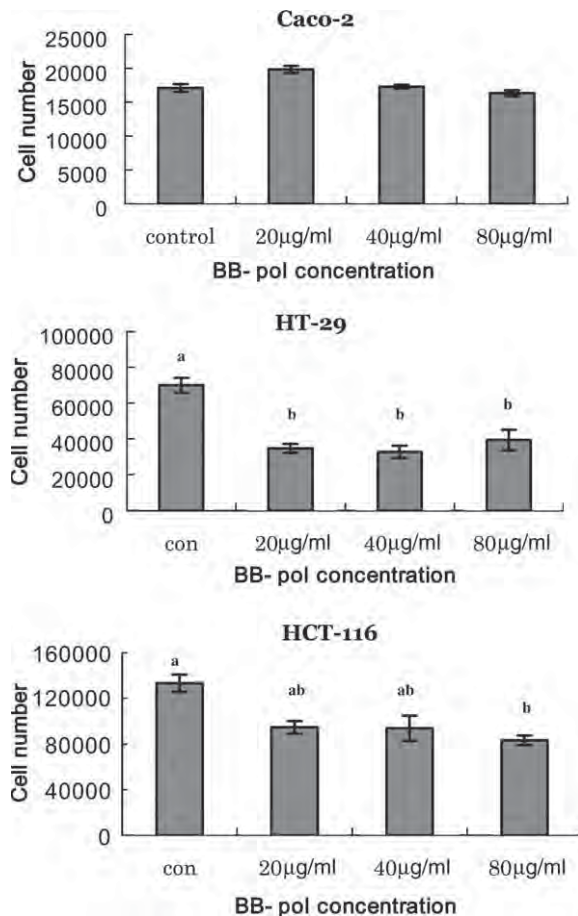 Caco-2
25000
20000
15000
10000
5000
0
Cell number
control 20µg/ml 40µg/ml 80µg/ml
BB- pol concentration
HT-29
100000
80000
60000
40000
20000
0
Cell number
a b b b
con 20µg/ml 40µg/ml 80µg/ml
BB- pol concentration
HCT-116
160000
120000
80000
40000
0
Cell number
a ab ab b
con 20µg/ml 40µg/ml 80µg/ml
BB- pol concentration